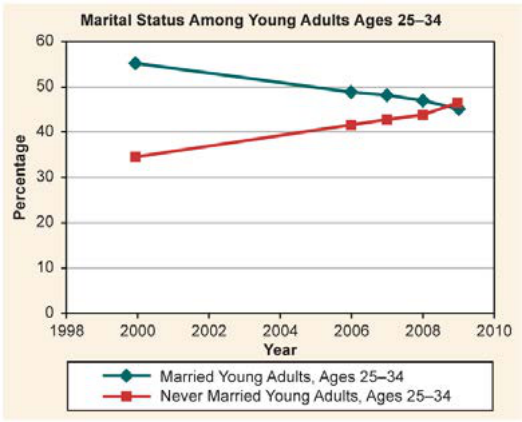 Marital Status Among Young Adults Ages 25–34
60
50
40
30
20
10
0
Percentage
1998 2000 2002 2004 2006 2008 2010
Year
Married Young Adults, Ages 25–34
Never Married Young Adults, Ages 25–34